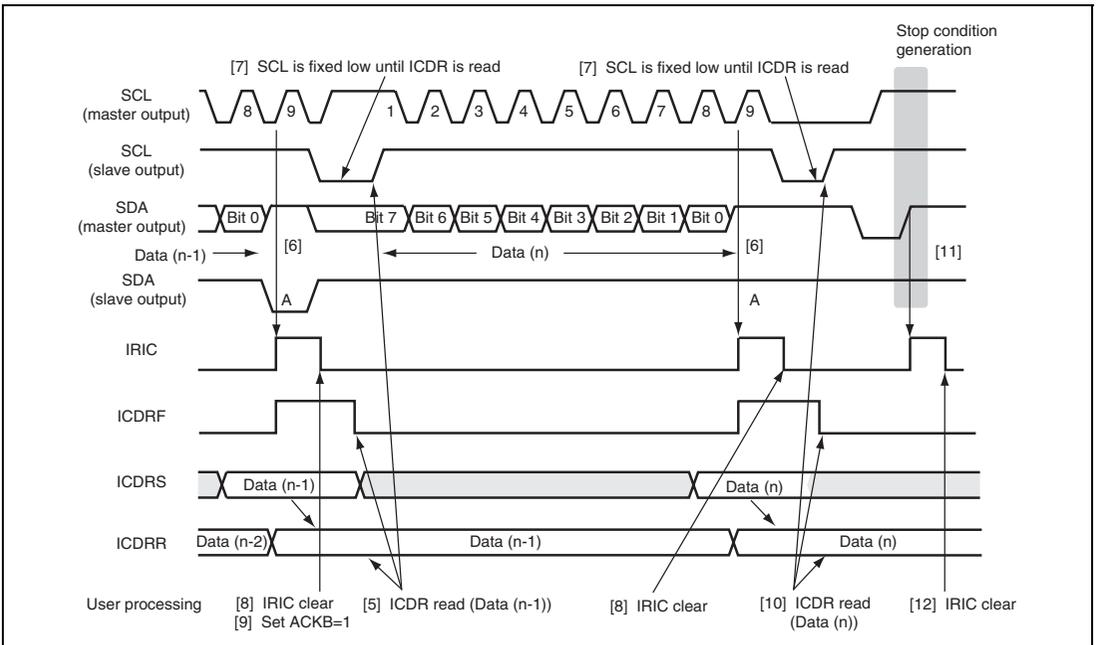 Stop condition
generation
[7] SCL is fixed low until ICDR is read
[7] SCL is fixed low until ICDR is read
SCL
(master output)
8 9 1 2 3 4 5 6 7 8 9
SCL
(slave output)
SDA
(master output)
Bit 0 Bit 7 Bit 6 Bit 5 Bit 4 Bit 3 Bit 2 Bit 1 Bit 0
Data (n-1) [6] Data (n) [6] [11]
SDA
(slave output)
A A
IRIC
ICDRF
ICDRS Data (n-1) Data (n)
ICDRR Data (n-2) Data (n-1) Data (n)
User processing [8] IRIC clear [5] ICDR read (Data (n-1)) [8] IRIC clear [10] ICDR read [12] IRIC clear
[9] Set ACKB=1 (Data (n))